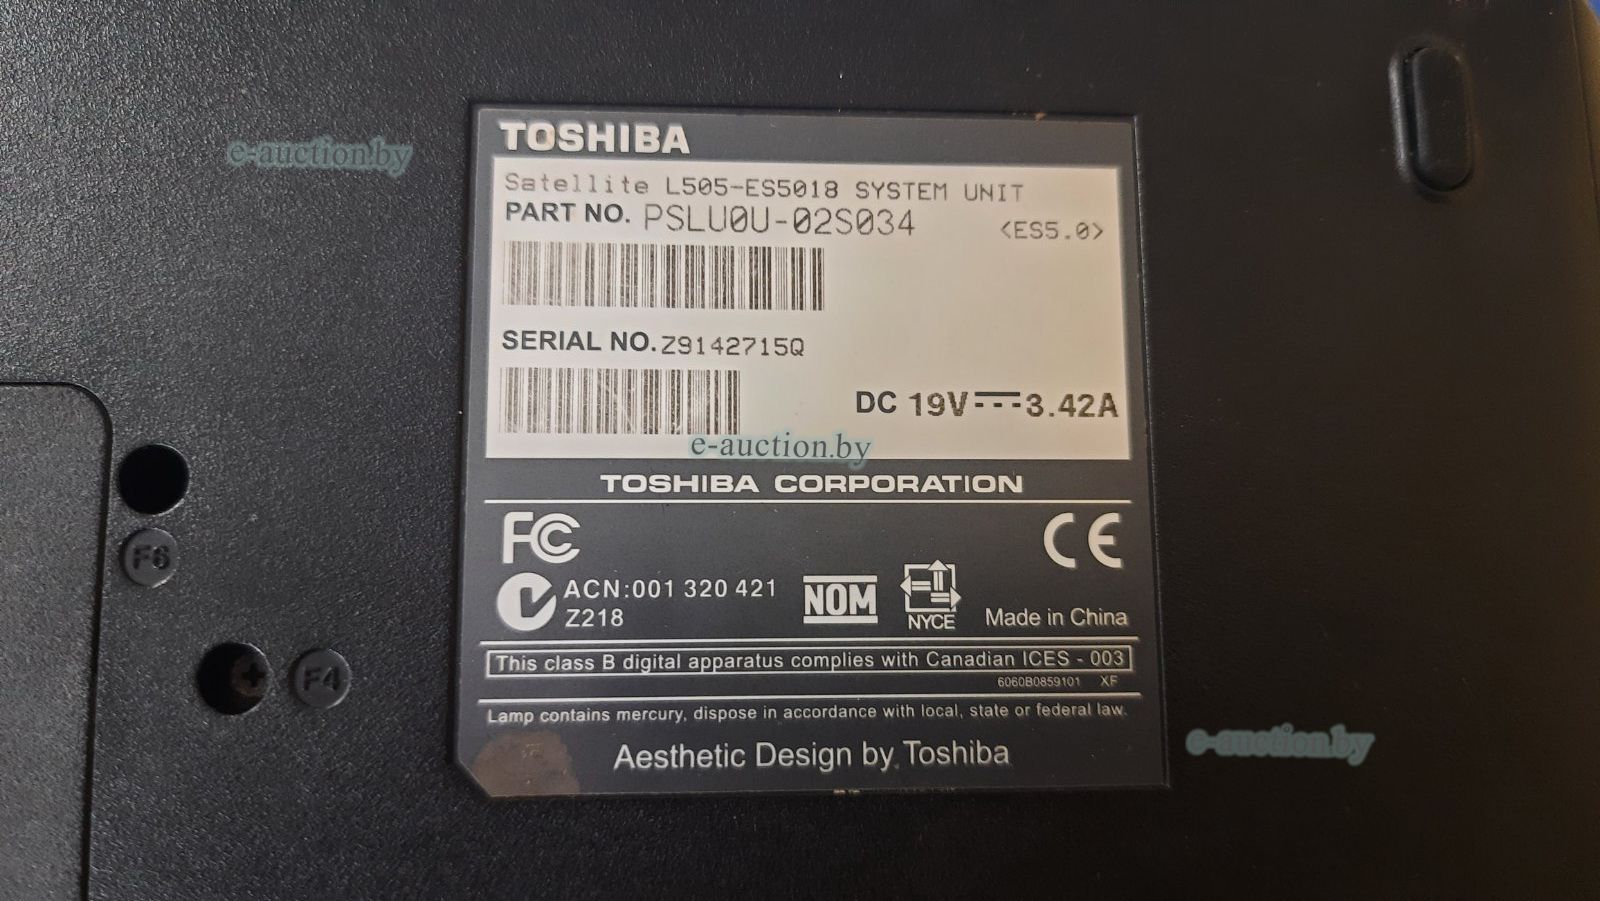 e-auction.by
TOSHIBA
Satellite L505-ES5018 SYSTEM UNIT
PART NO. PSLU0U-02S034 <ES5.0>
SERIAL NO. Z9142715Q
DC 19V 3.42A
e-auction.by
TOSHIBA CORPORATION
FC
CE
ACN:001 320 421
Z218
NOM
NYCE
Made in China
This class B digital apparatus complies with Canadian ICES - 003
6060B0859101 XF
Lamp contains mercury, dispose in accordance with local, state or federal law.
Aesthetic Design by Toshiba
F6
F4
e-auction.by